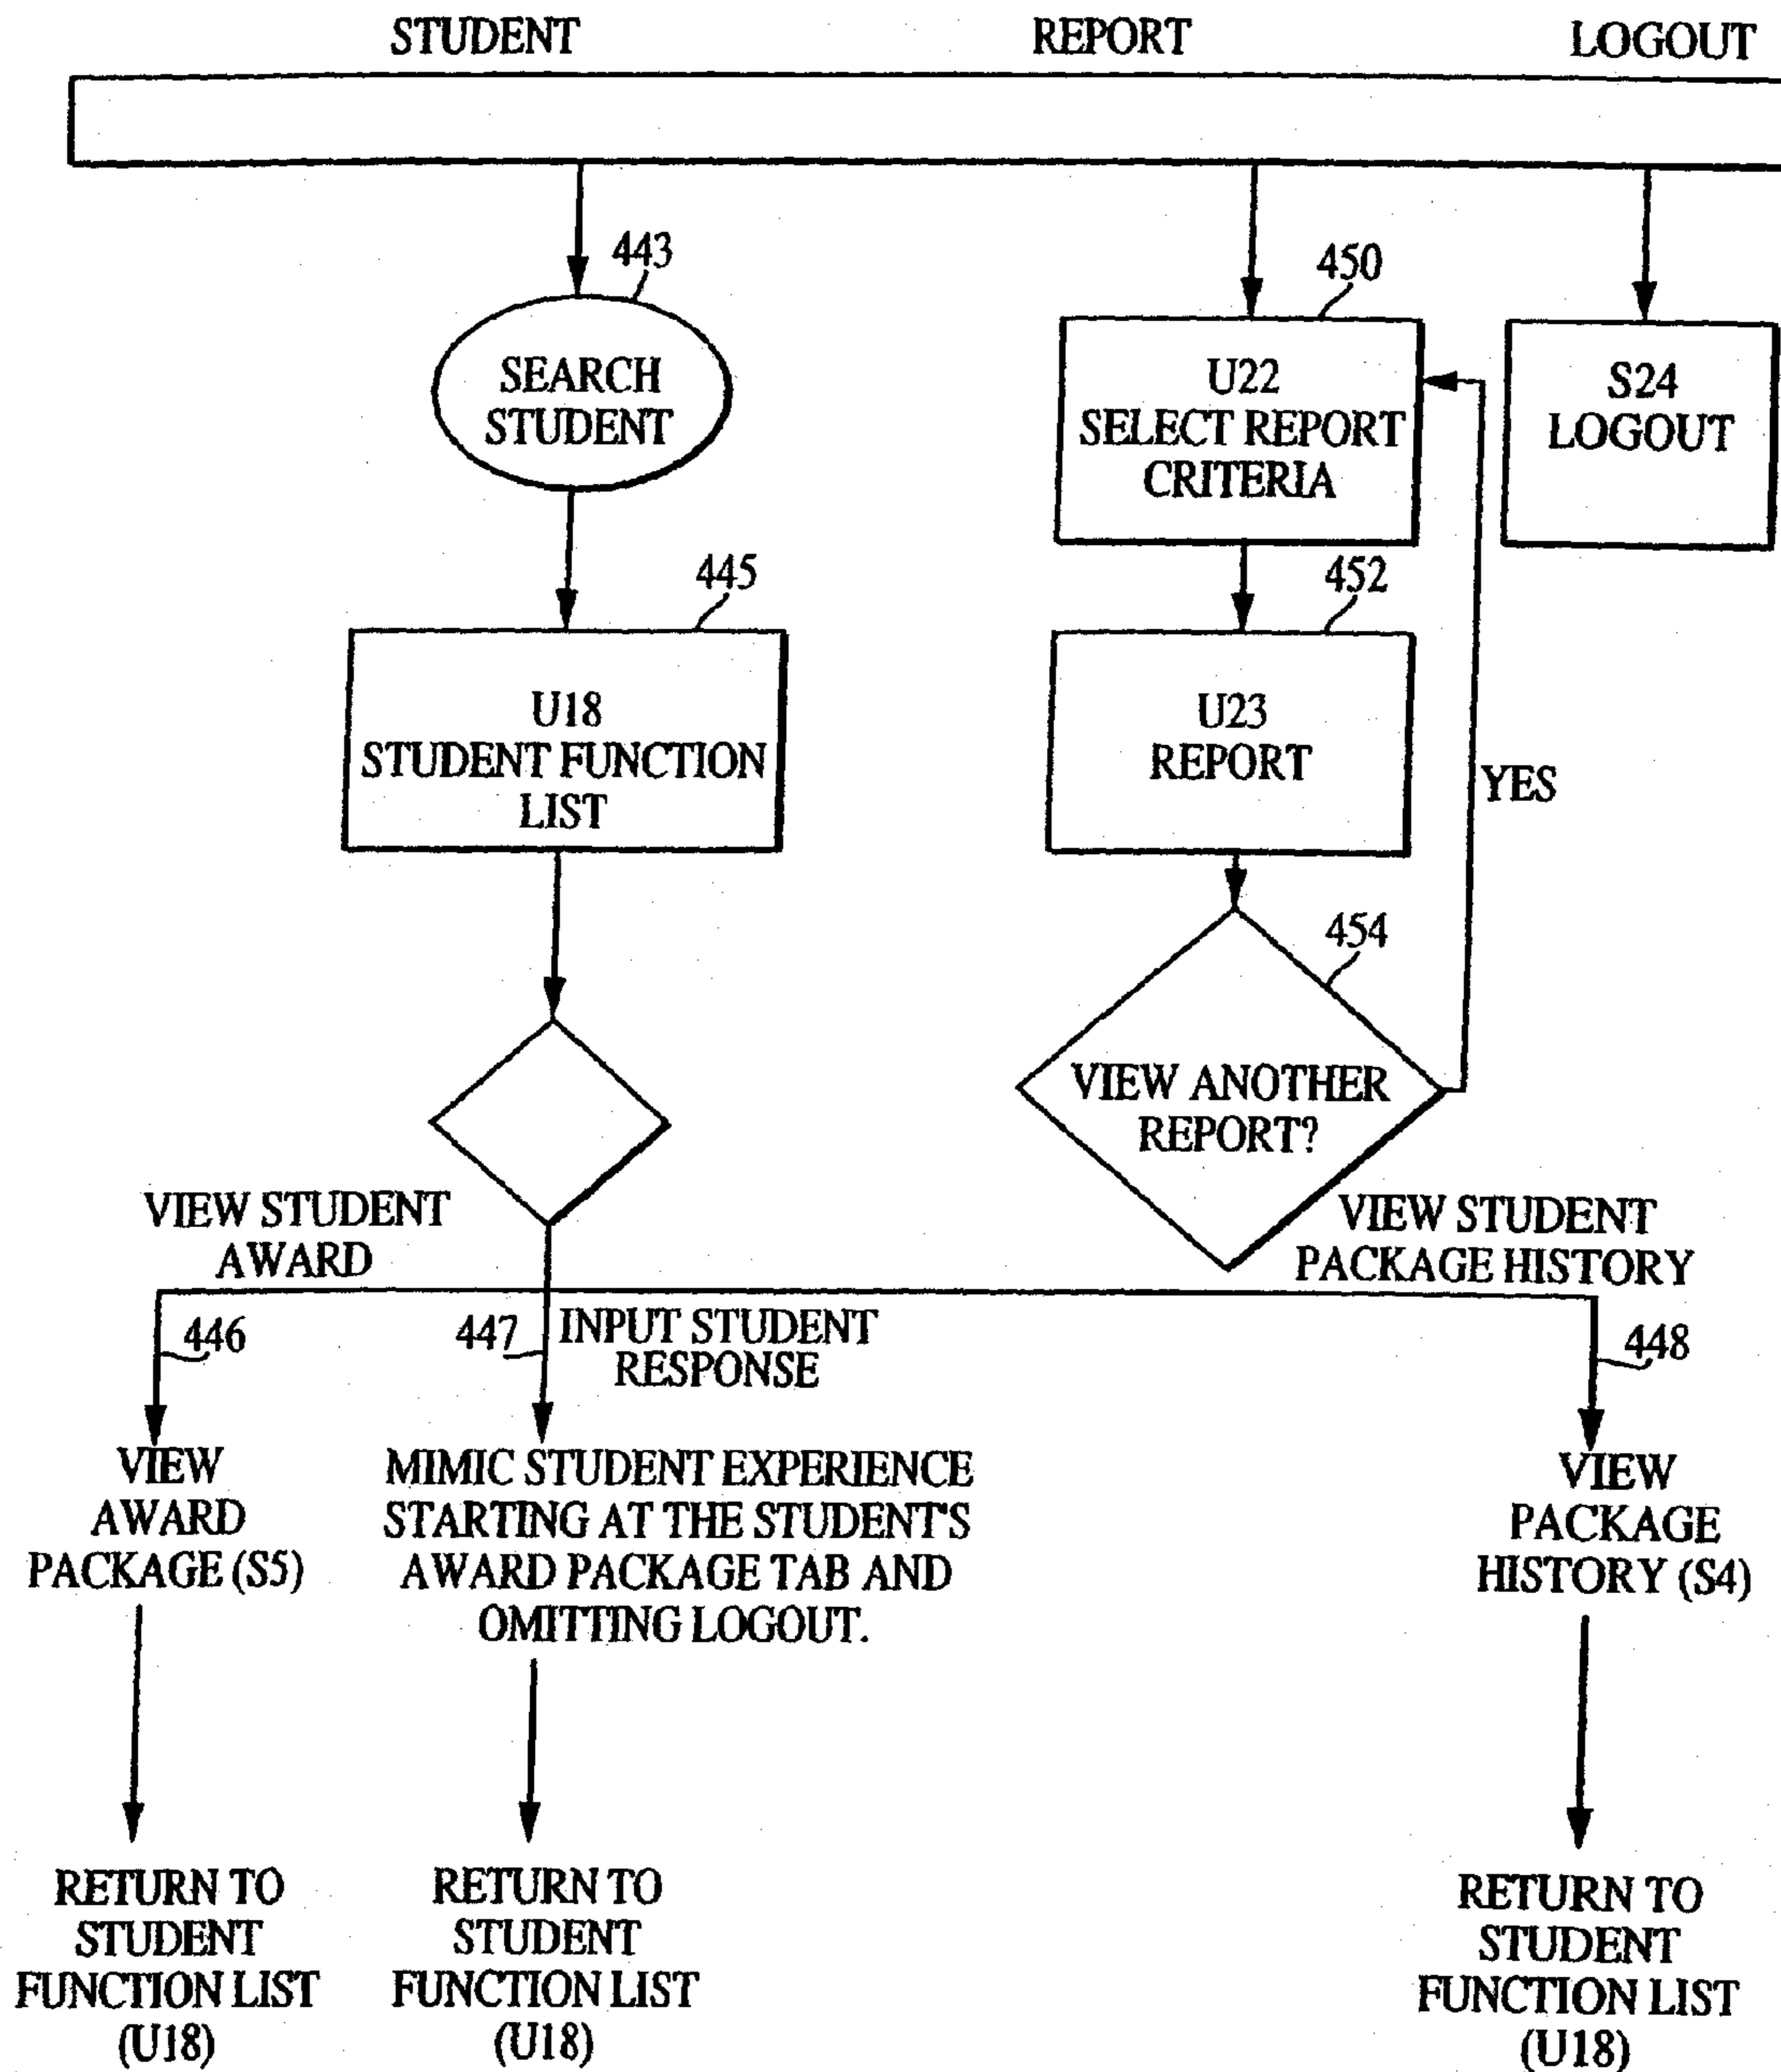 STUDENT
REPORT
LOGOUT
443
SEARCH
STUDENT
450
U22
SELECT REPORT
CRITERIA
S24
LOGOUT
445
U18
STUDENT FUNCTION
LIST
452
U23
REPORT
YES
454
VIEW ANOTHER
REPORT?
VIEW STUDENT
AWARD
VIEW STUDENT
PACKAGE HISTORY
446
447
INPUT STUDENT
RESPONSE
448
VIEW
AWARD
PACKAGE (S5)
MIMIC STUDENT EXPERIENCE
STARTING AT THE STUDENT'S
AWARD PACKAGE TAB AND
OMITTING LOGOUT.
VIEW
PACKAGE
HISTORY (S4)
RETURN TO
STUDENT
FUNCTION LIST
(U18)
RETURN TO
STUDENT
FUNCTION LIST
(U18)
RETURN TO
STUDENT
FUNCTION LIST
(U18)